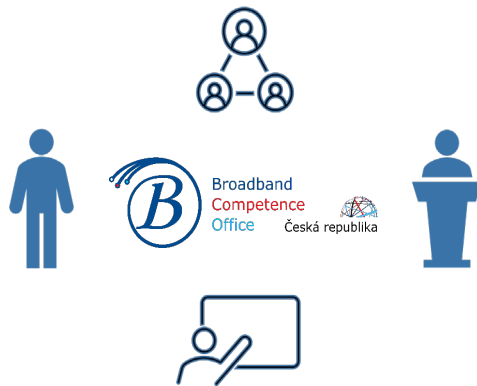 B
Broadband
Competence
Office
Česká republika